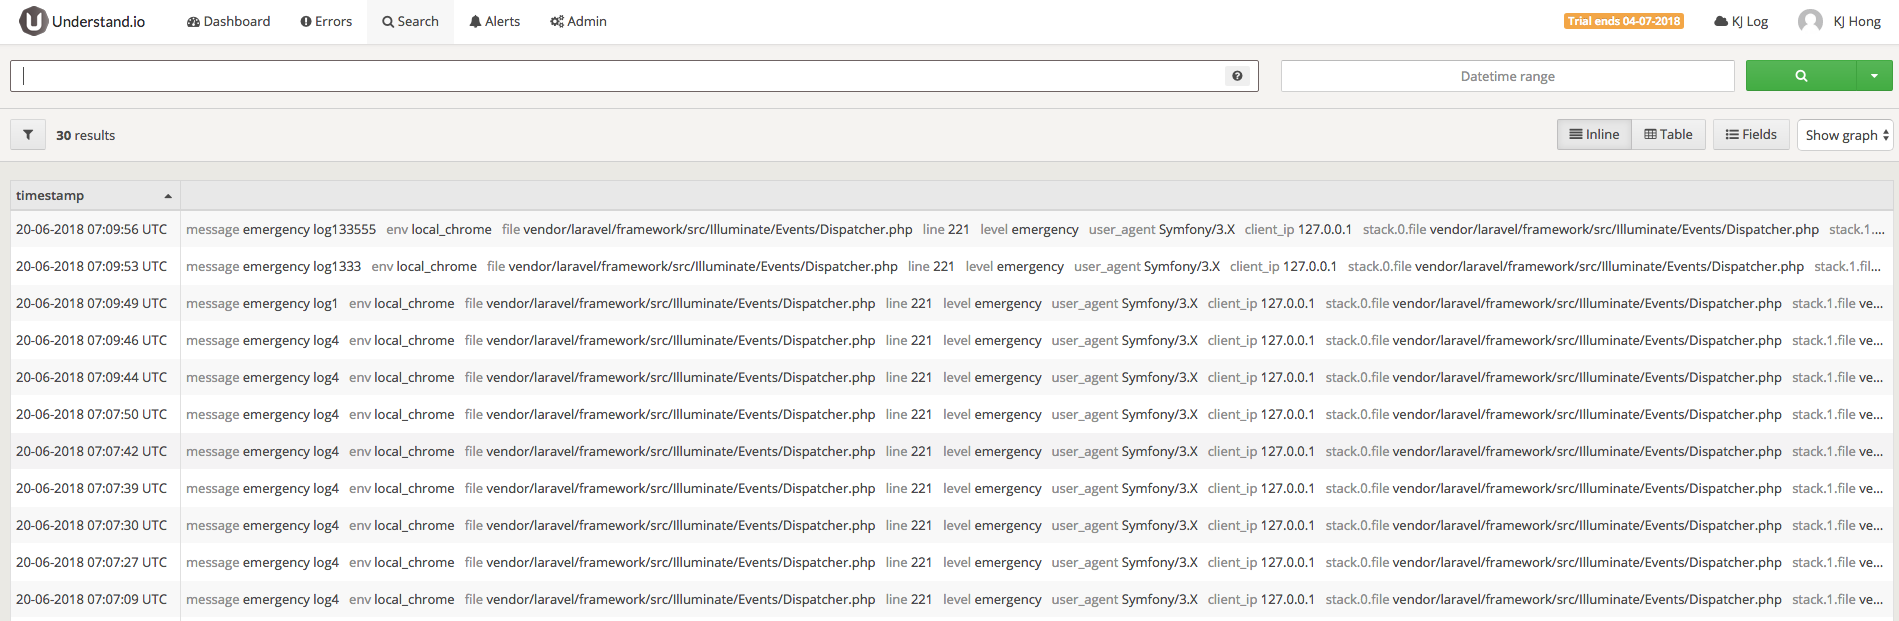 Understand.io Dashboard Errors Search Alerts Admin Trial ends 04-07-2018 KJ Log KJ Hong
Datetime range
30 results Inline Table Fields Show graph
timestamp
20-06-2018 07:09:56 UTC message emergency log133555 env local_chrome file vendor/laravel/framework/src/Illuminate/Events/Dispatcher.php line 221 level emergency user_agent Symfony/3.X client_ip 127.0.0.1 stack.0.file vendor/laravel/framework/src/Illuminate/Events/Dispatcher.php stack.1....
20-06-2018 07:09:53 UTC message emergency log1333 env local_chrome file vendor/laravel/framework/src/Illuminate/Events/Dispatcher.php line 221 level emergency user_agent Symfony/3.X client_ip 127.0.0.1 stack.0.file vendor/laravel/framework/src/Illuminate/Events/Dispatcher.php stack.1.fil...
20-06-2018 07:09:49 UTC message emergency log1 env local_chrome file vendor/laravel/framework/src/Illuminate/Events/Dispatcher.php line 221 level emergency user_agent Symfony/3.X client_ip 127.0.0.1 stack.0.file vendor/laravel/framework/src/Illuminate/Events/Dispatcher.php stack.1.file ve...
20-06-2018 07:09:46 UTC message emergency log4 env local_chrome file vendor/laravel/framework/src/Illuminate/Events/Dispatcher.php line 221 level emergency user_agent Symfony/3.X client_ip 127.0.0.1 stack.0.file vendor/laravel/framework/src/Illuminate/Events/Dispatcher.php stack.1.file ve...
20-06-2018 07:09:44 UTC message emergency log4 env local_chrome file vendor/laravel/framework/src/Illuminate/Events/Dispatcher.php line 221 level emergency user_agent Symfony/3.X client_ip 127.0.0.1 stack.0.file vendor/laravel/framework/src/Illuminate/Events/Dispatcher.php stack.1.file ve...
20-06-2018 07:07:50 UTC message emergency log4 env local_chrome file vendor/laravel/framework/src/Illuminate/Events/Dispatcher.php line 221 level emergency user_agent Symfony/3.X client_ip 127.0.0.1 stack.0.file vendor/laravel/framework/src/Illuminate/Events/Dispatcher.php stack.1.file ve...
20-06-2018 07:07:42 UTC message emergency log4 env local_chrome file vendor/laravel/framework/src/Illuminate/Events/Dispatcher.php line 221 level emergency user_agent Symfony/3.X client_ip 127.0.0.1 stack.0.file vendor/laravel/framework/src/Illuminate/Events/Dispatcher.php stack.1.file ve...
20-06-2018 07:07:39 UTC message emergency log4 env local_chrome file vendor/laravel/framework/src/Illuminate/Events/Dispatcher.php line 221 level emergency user_agent Symfony/3.X client_ip 127.0.0.1 stack.0.file vendor/laravel/framework/src/Illuminate/Events/Dispatcher.php stack.1.file ve...
20-06-2018 07:07:30 UTC message emergency log4 env local_chrome file vendor/laravel/framework/src/Illuminate/Events/Dispatcher.php line 221 level emergency user_agent Symfony/3.X client_ip 127.0.0.1 stack.0.file vendor/laravel/framework/src/Illuminate/Events/Dispatcher.php stack.1.file ve...
20-06-2018 07:07:27 UTC message emergency log4 env local_chrome file vendor/laravel/framework/src/Illuminate/Events/Dispatcher.php line 221 level emergency user_agent Symfony/3.X client_ip 127.0.0.1 stack.0.file vendor/laravel/framework/src/Illuminate/Events/Dispatcher.php stack.1.file ve...
20-06-2018 07:07:09 UTC message emergency log4 env local_chrome file vendor/laravel/framework/src/Illuminate/Events/Dispatcher.php line 221 level emergency user_agent Symfony/3.X client_ip 127.0.0.1 stack.0.file vendor/laravel/framework/src/Illuminate/Events/Dispatcher.php stack.1.file ve...